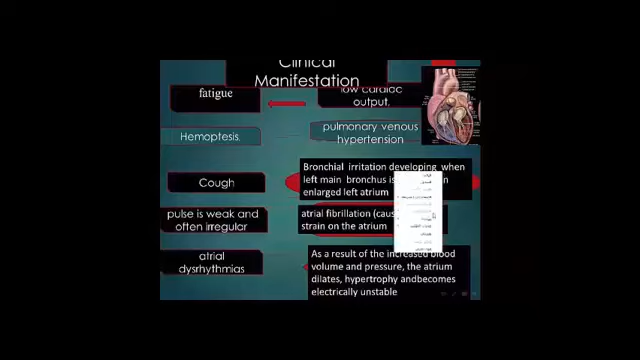 Clinical
Manifestation
fatigue
low cardiac
output.
Hemoptysis.
pulmonary venous
hypertension
Cough
Bronchial irritation developing when
left main bronchus is
enlarged left atrium
pulse is weak and
often irregular
atrial fibrillation (caus
strain on the atrium
atrial
dysrhythmias
As a result of the increased blood
volume and pressure, the atrium
dilates, hypertrophy andbecomes
electrically unstable